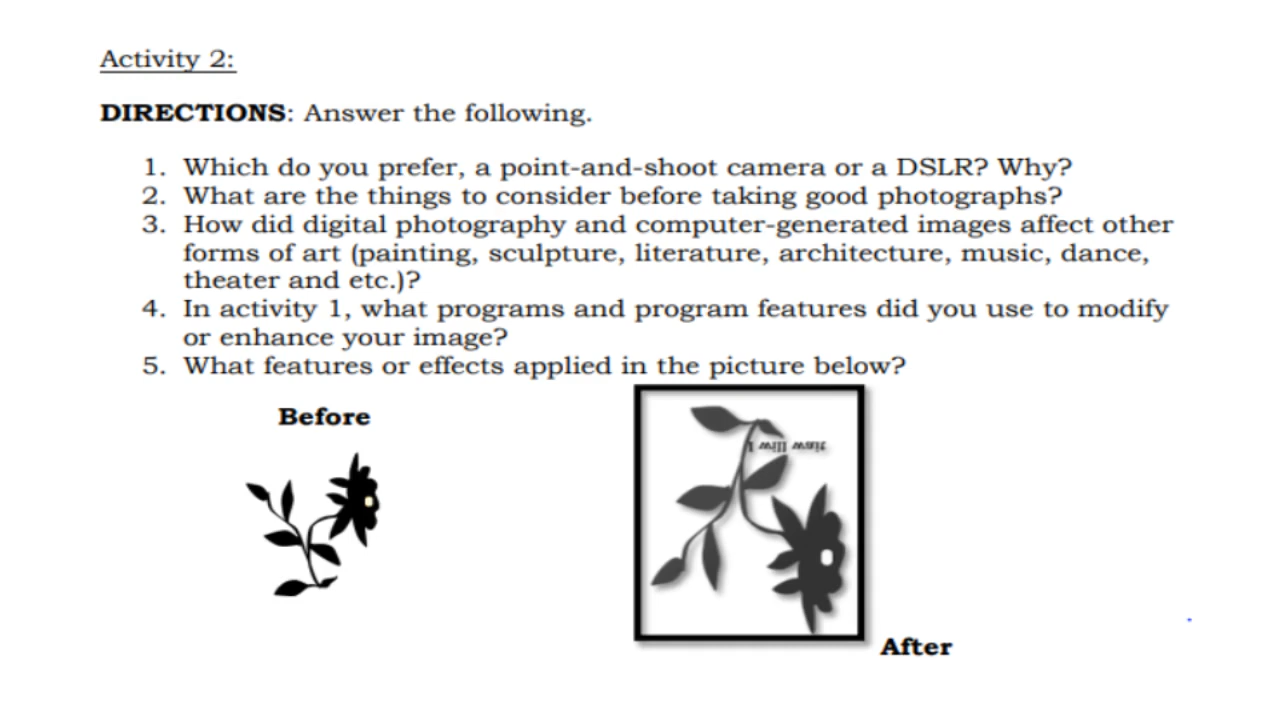 Activity 2:
DIRECTIONS: Answer the following.
1. Which do you prefer, a point-and-shoot camera or a DSLR? Why?
2. What are the things to consider before taking good photographs?
3. How did digital photography and computer-generated images affect other
forms of art (painting, sculpture, literature, architecture, music, dance,
theater and etc.)?
4. In activity 1, what programs and program features did you use to modify
or enhance your image?
5. What features or effects applied in the picture below?
Before
After